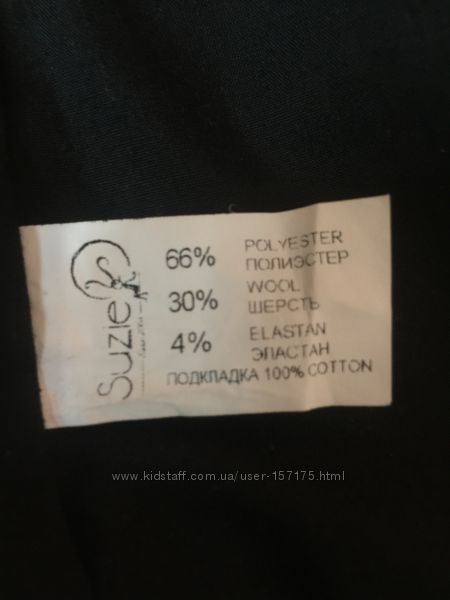 Suzie
66% POLYESTER
ПОЛИЭСТЕР
30% WOOL
ШЕРСТЬ
4% ELASTAN
ЭЛАСТАН
ПОДКЛАДКА 100% COTTON
www.kidstaff.com.ua/user-157175.html